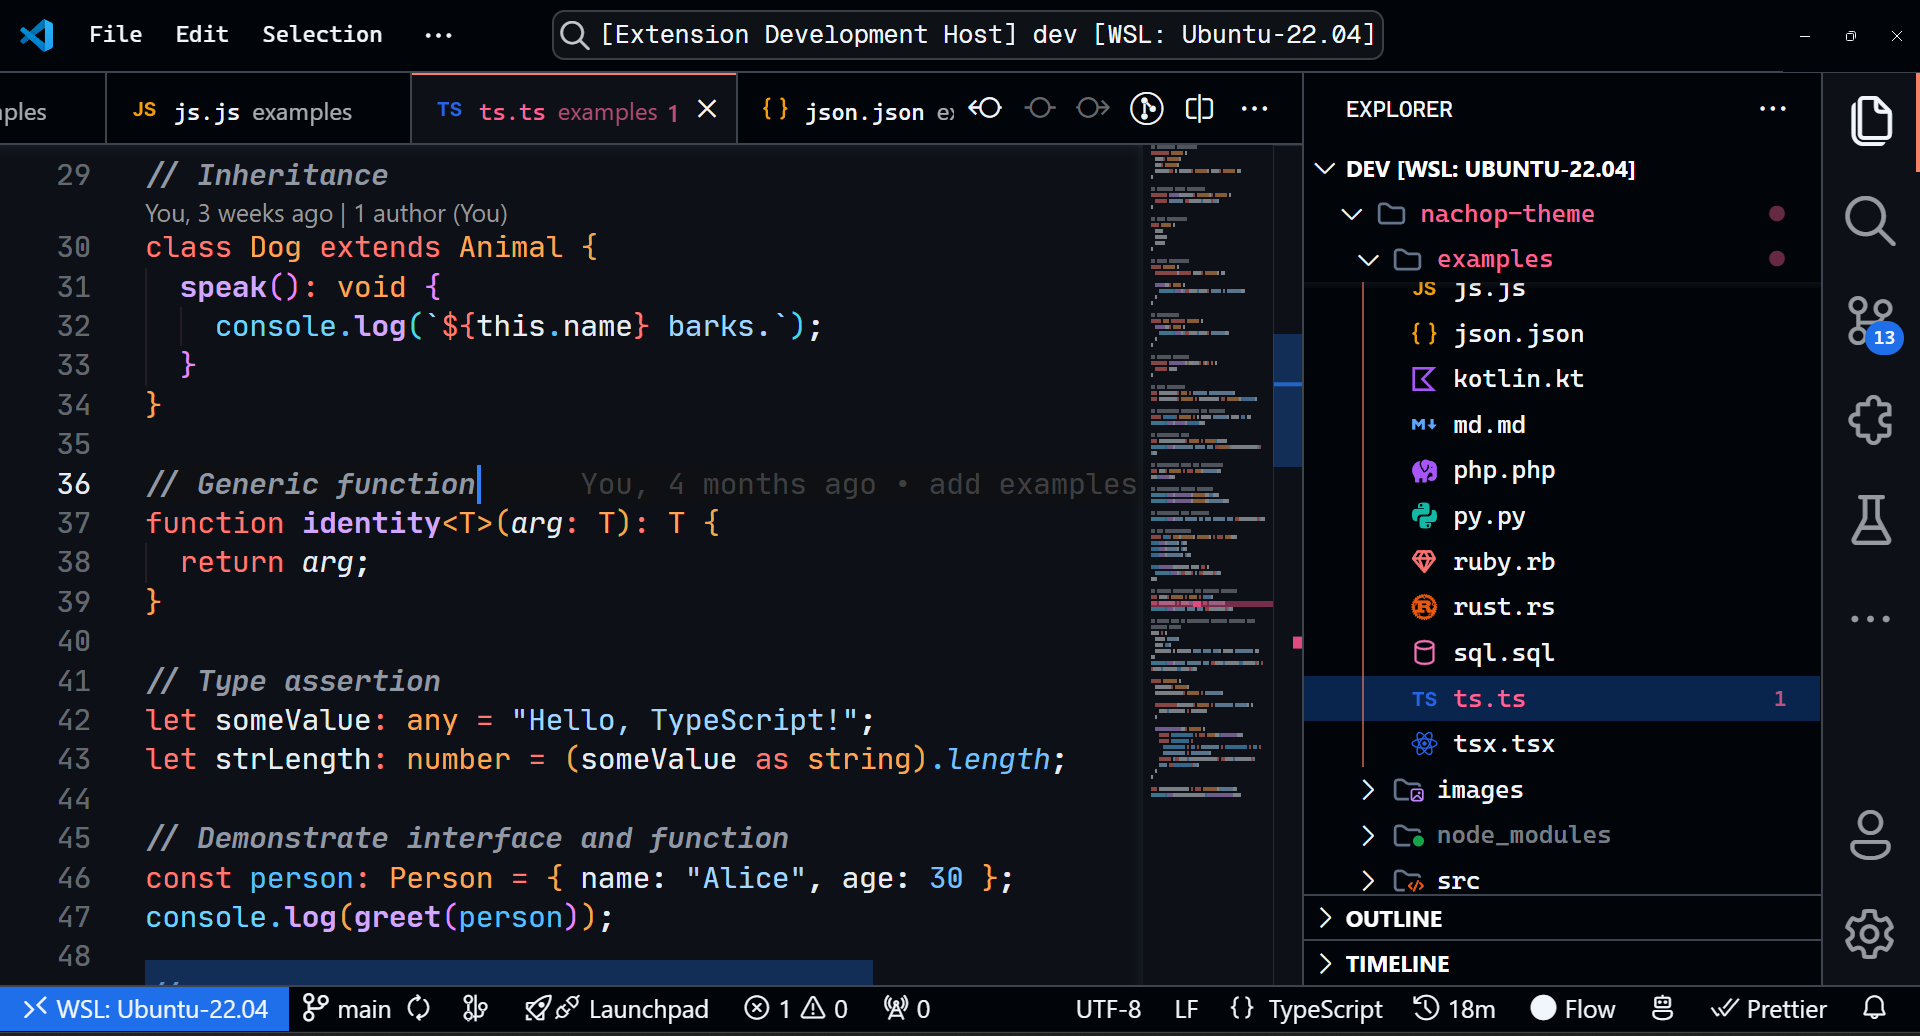 File Edit Selection ··· [Extension Development Host] dev [WSL: Ubuntu-22.04]
ples JS js.js examples TS ts.ts examples 1 {} json.json ex ···
29 // Inheritance
You, 3 weeks ago | 1 author (You)
30 class Dog extends Animal {
31 speak(): void {
32 console.log(`${this.name} barks.`);
33 }
34 }
35
36 // Generic function You, 4 months ago • add examples
37 function identity<T>(arg: T): T {
38 return arg;
39 }
40
41 // Type assertion
42 let someValue: any = "Hello, TypeScript!";
43 let strLength: number = (someValue as string).length;
44
45 // Demonstrate interface and function
46 const person: Person = { name: "Alice", age: 30 };
47 console.log(greet(person));
48
EXPLORER ···
DEV [WSL: UBUNTU-22.04]
nachop-theme
examples
JS js.js
{} json.json
kotlin.kt
M↓ md.md
php.php
py.py
ruby.rb
R rust.rs
sql.sql
TS ts.ts 1
tsx.tsx
images
node_modules
src
OUTLINE
TIMELINE
13
WSL: Ubuntu-22.04 main Launchpad 1 0 0 UTF-8 LF {} TypeScript 18m Flow Prettier